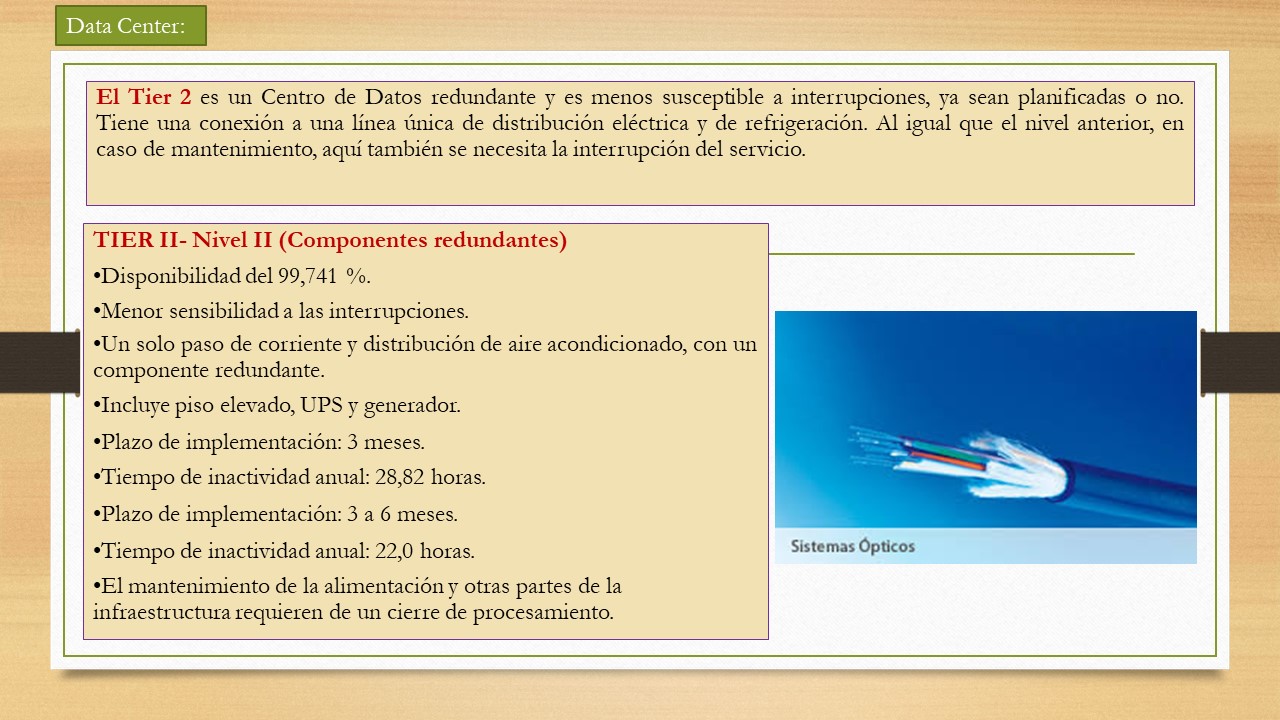 Data Center:
El Tier 2 es un Centro de Datos redundante y es menos susceptible a interrupciones, ya sean planificadas o no.
Tiene una conexión a una línea única de distribución eléctrica y de refrigeración. Al igual que el nivel anterior, en
caso de mantenimiento, aquí también se necesita la interrupción del servicio.
TIER II- Nivel II (Componentes redundantes)
•Disponibilidad del 99,741 %.
•Menor sensibilidad a las interrupciones.
•Un solo paso de corriente y distribución de aire acondicionado, con un
componente redundante.
•Incluye piso elevado, UPS y generador.
•Plazo de implementación: 3 meses.
•Tiempo de inactividad anual: 28,82 horas.
•Plazo de implementación: 3 a 6 meses.
•Tiempo de inactividad anual: 22,0 horas.
•El mantenimiento de la alimentación y otras partes de la
infraestructura requieren de un cierre de procesamiento.
Sistemas Ópticos